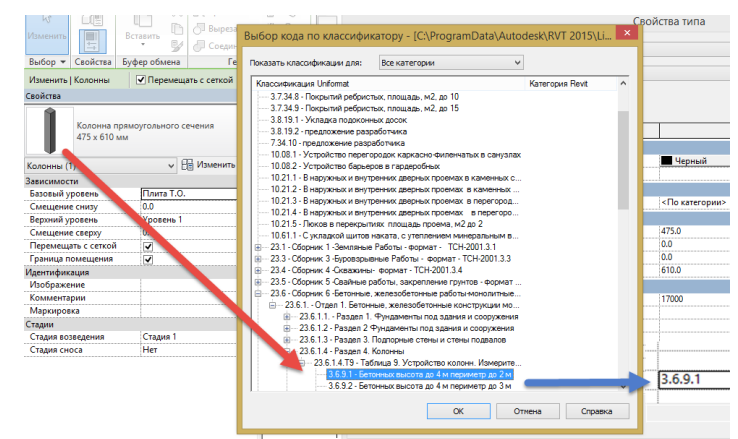 Свойства типа
Изменить
Вставить
Выреза
Соедин
Выбор
Свойства
Буфер обмена
Ге
Изменить | Колонны
Перемещать с сеткой
Свойства
Колонна прямоугольного сечения
475 x 610 мм
Колонны (1)
Изменить
Зависимости
Базовый уровень
Плита Т.О.
Смещение снизу
0.0
Верхний уровень
Уровень 1
Смещение сверху
Перемещать с сеткой
Граница помещения
Идентификация
Изображение
Комментарии
Маркировка
Стадии
Стадия возведения
Стадия 1
Стадия сноса
Нет
Выбор кода по классификатору - [C:\ProgramData\Autodesk\RVT 2015\Li...
Показать классификации для:
Все категории
Классификация Uniformat
Категория Revit
3.7.34.8 - Покрытий ребристых, площадь, м2, до 10
3.7.34.9 - Покрытий ребристых, площадь, м2, до 15
3.8.19.1 - Укладка подоконных досок
3.8.19.2 - предложение разработчика
7.34.10 - предложение разработчика
10.08.1 - Устройство перегородок каркасно-Филенчатых в санузлах
10.08.2 - Устройство барьеров в гардеробных
10.21.1 - В наружных и внутренних дверных проемах в каменных с...
10.21.2 - В наружных и внутренних дверных проемах в каменных ...
10.21.3 - В наружных и внутренних дверных проемах в перегород...
10.21.4 - В наружных и внутренних дверных проемах в перегоро...
10.21.5 - Люков в перекрытиях площадь проема, м2 до 2
10.61.1 - С укладкой щитов наката, с утеплением минеральным в...
23.1 - Сборник 1 -Земляные Работы - Формат - ТСН-2001.3.1
23.3 - Сборник 3 -Буровзрывные Работы - Формат - ТСН-2001.3.3
23.4 - Сборник 4 -Скважины- формат - ТСН-2001.3.4
23.5 - Сборник 5 -Свайные работы, закрепление грунтов - Формат ...
23.6 - Сборник 6 -Бетонные, железобетонные работы-монолитные...
23.6.1. - Отдел 1. Бетонные, железобетонные конструкции мо...
23.6.1.1. - Раздел 1. Фундаменты под здания и сооружения
23.6.1.2 - Раздел 2 Фундаменты под здания и сооружения
23.6.1.3 - Раздел 3. Подпорные стены и стены подвалов
23.6.1.4 - Раздел 4. Колонны
23.6.1.4.Т9 - Таблица 9. Устройство колонн. Измерите...
3.6.9.1 - Бетонных высота до 4 м периметр до 2 м
3.6.9.2 - Бетонных высота до 4 м периметр до 3 м
OK
Отмена
Справка
Черный
<По категории>
475.0
0.0
0.0
610.0
17000
3.6.9.1